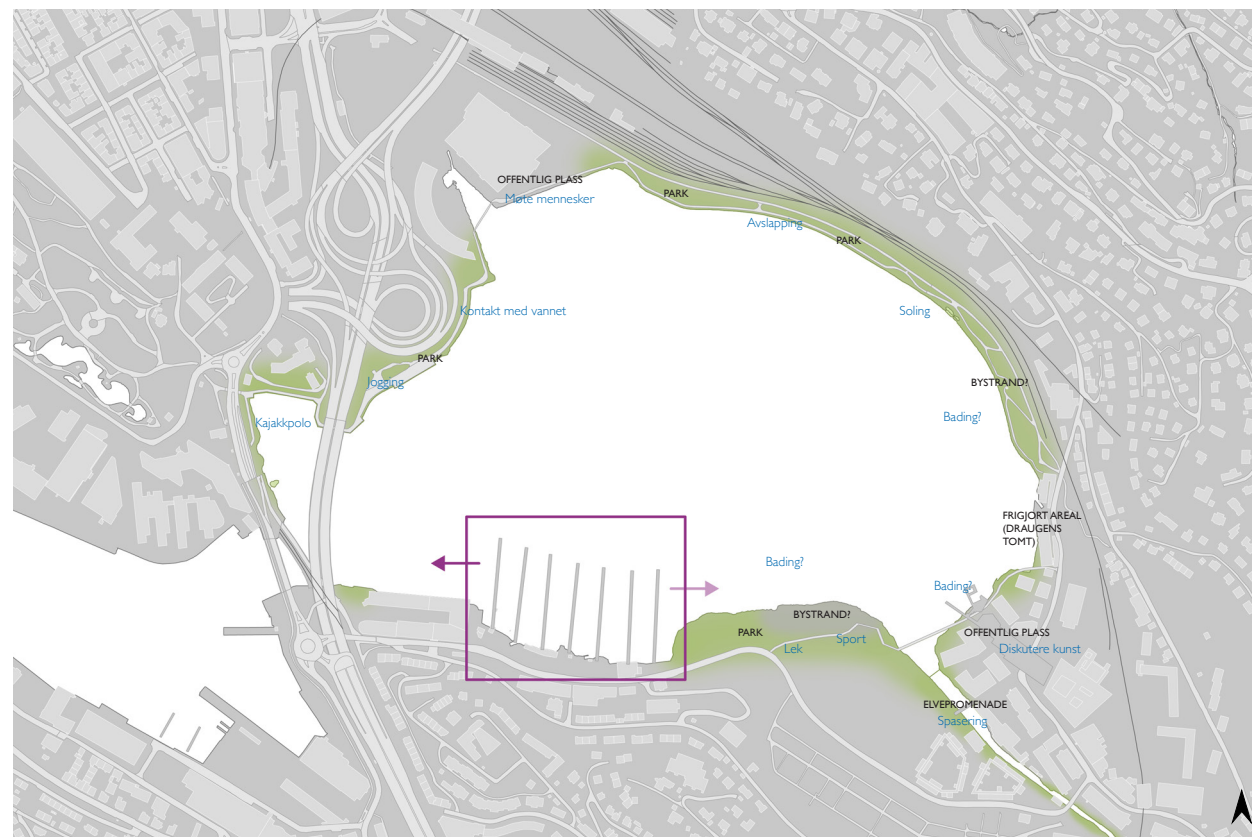 OFFENTLIG PLASS
Møte mennesker
PARK
Avslapping
PARK
Kontakt med vannet
Soling
PARK
Jogging
BYSTRAND?
Bading?
Kajakkpolo
FRIGJORT AREAL
(DRAUGENS
TOMT)
Bading?
Bading?
BYSTRAND?
PARK
Sport
Lek
OFFENTLIG PLASS
Diskutere kunst
ELVEPROMENADE
Spasering